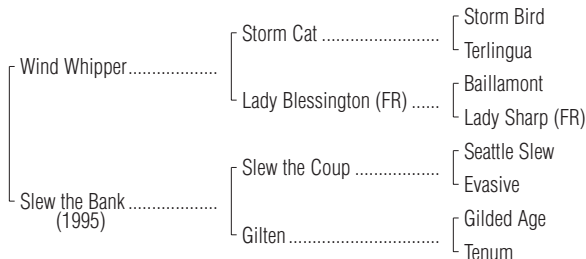 Storm Bird
Storm Cat ........................
Terlingua
Wind Whipper..................
Baillamont
Lady Blessington (FR) ......
Lady Sharp (FR)
Seattle Slew
Slew the Coup .................
Evasive
Slew the Bank ..................
(1995)
Gilded Age
Gilten ...............................
Tenum